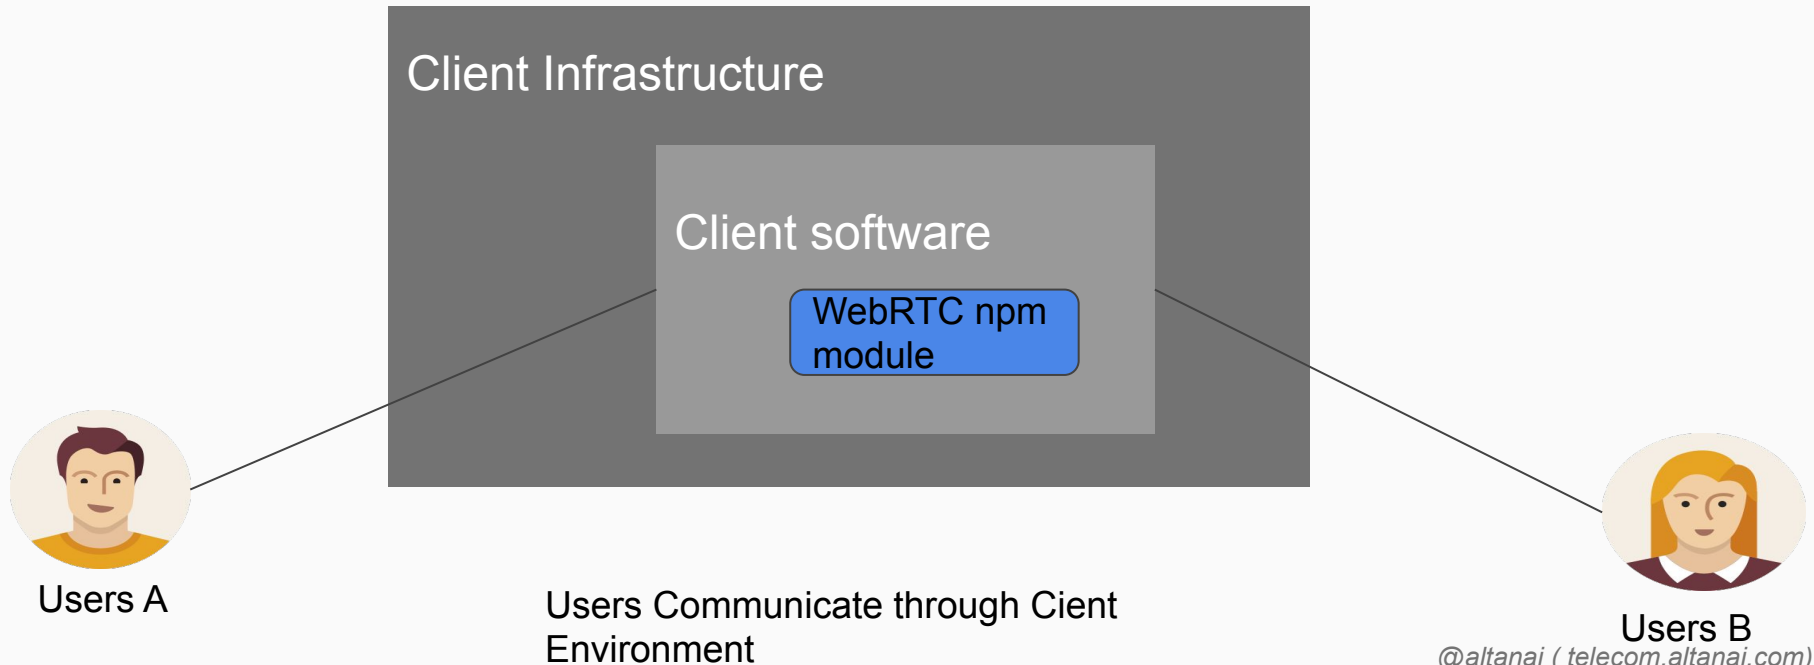 Client Infrastructure
Client software
WebRTC npm
module
Users A
Users Communicate through Cient
Environment
Users B
@altanai ( telecom.altanai.com)